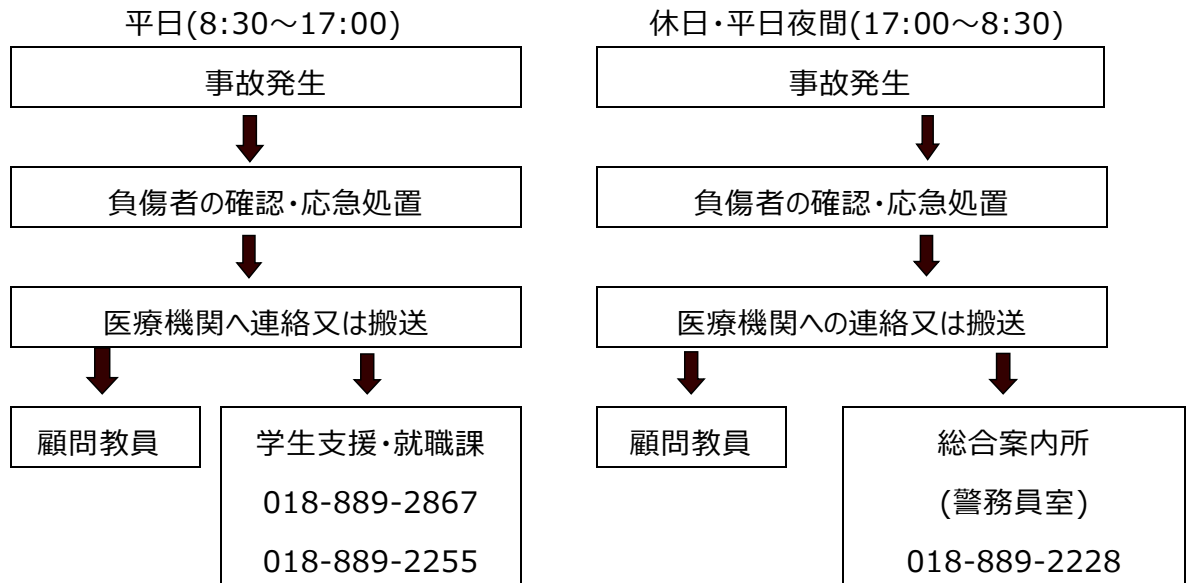 平日(8:30～17:00)
事故発生
負傷者の確認・応急処置
医療機関へ連絡又は搬送
顧問教員
学生支援・就職課
018-889-2867
018-889-2255
休日・平日夜間(17:00～8:30)
事故発生
負傷者の確認・応急処置
医療機関への連絡又は搬送
顧問教員
総合案内所
(警務員室)
018-889-2228